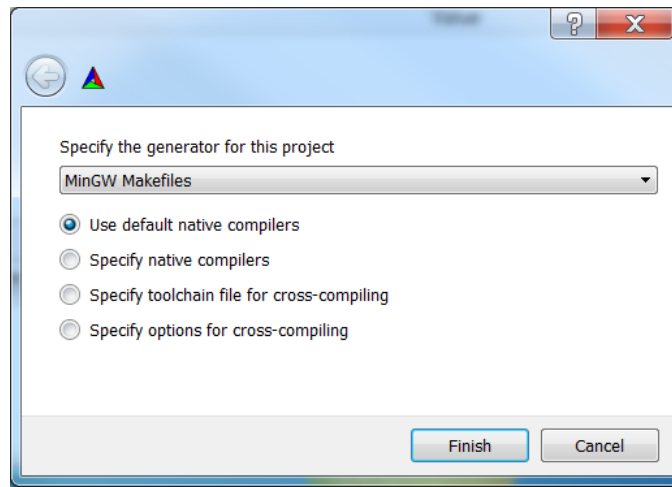 Value
Specify the generator for this project
MinGW Makefiles
Use default native compilers
Specify native compilers
Specify toolchain file for cross-compiling
Specify options for cross-compiling
Finish
Cancel